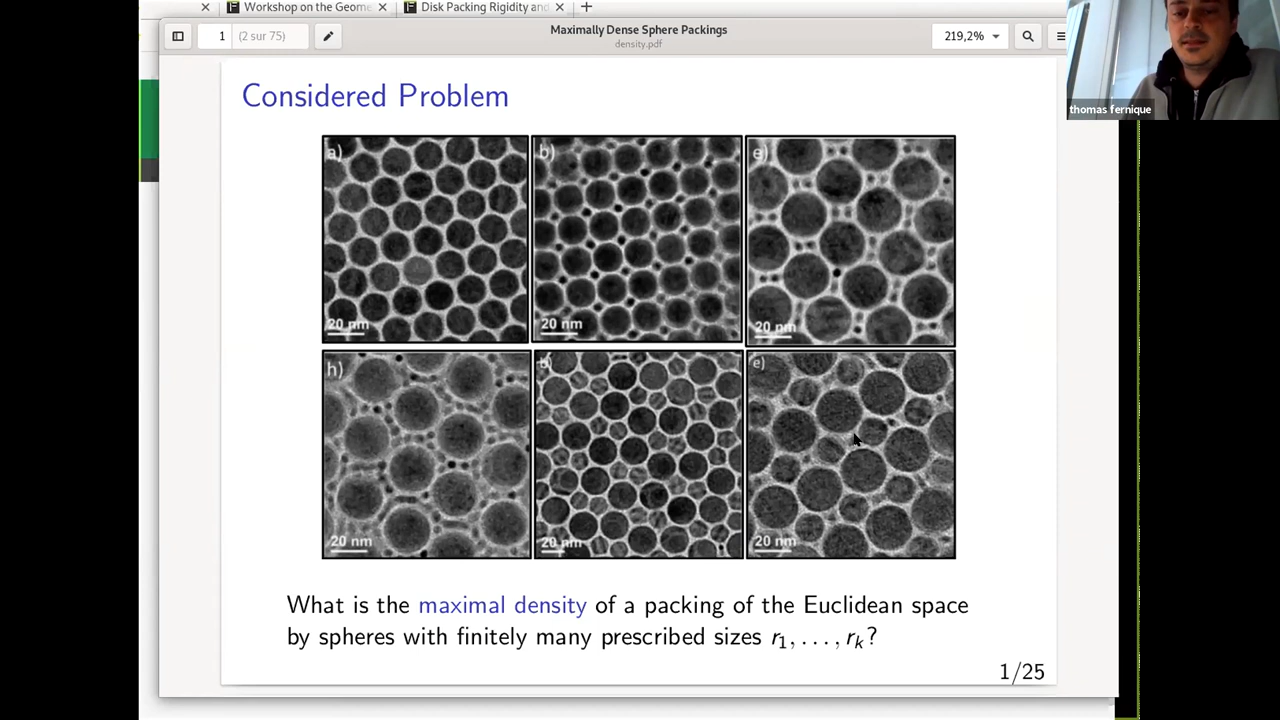 Workshop on the Geome
Disk Packing Rigidity and
1
(2 sur 75)
Maximally Dense Sphere Packings
density.pdf
219,2%
thomas fernique
Considered Problem
a)
b)
e)
20 nm
20 nm
20 nm
h)
e)
20 nm
20 nm
20 nm
What is the maximal density of a packing of the Euclidean space
by spheres with finitely many prescribed sizes r₁, . . . , rₖ?
1/25